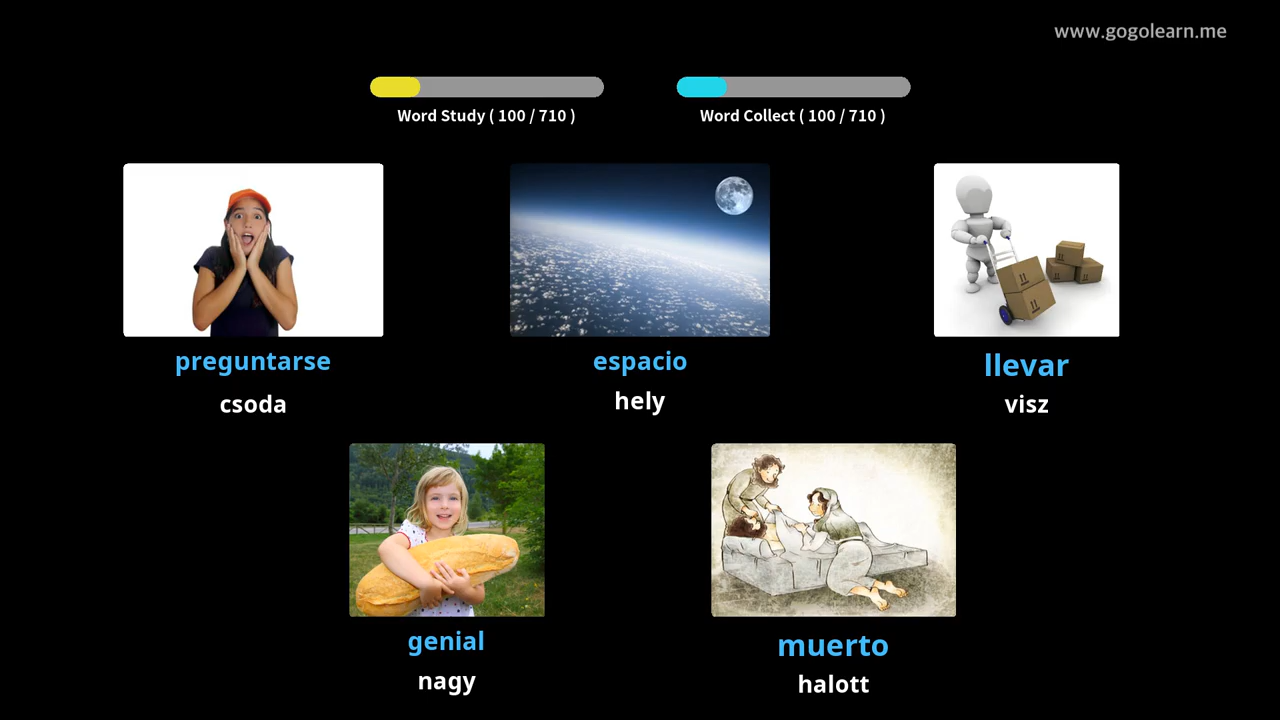 www.gogolearn.me
Word Study ( 100 / 710 )
Word Collect ( 100 / 710 )
preguntarse
csoda
espacio
hely
llevar
visz
genial
nagy
muerto
halott